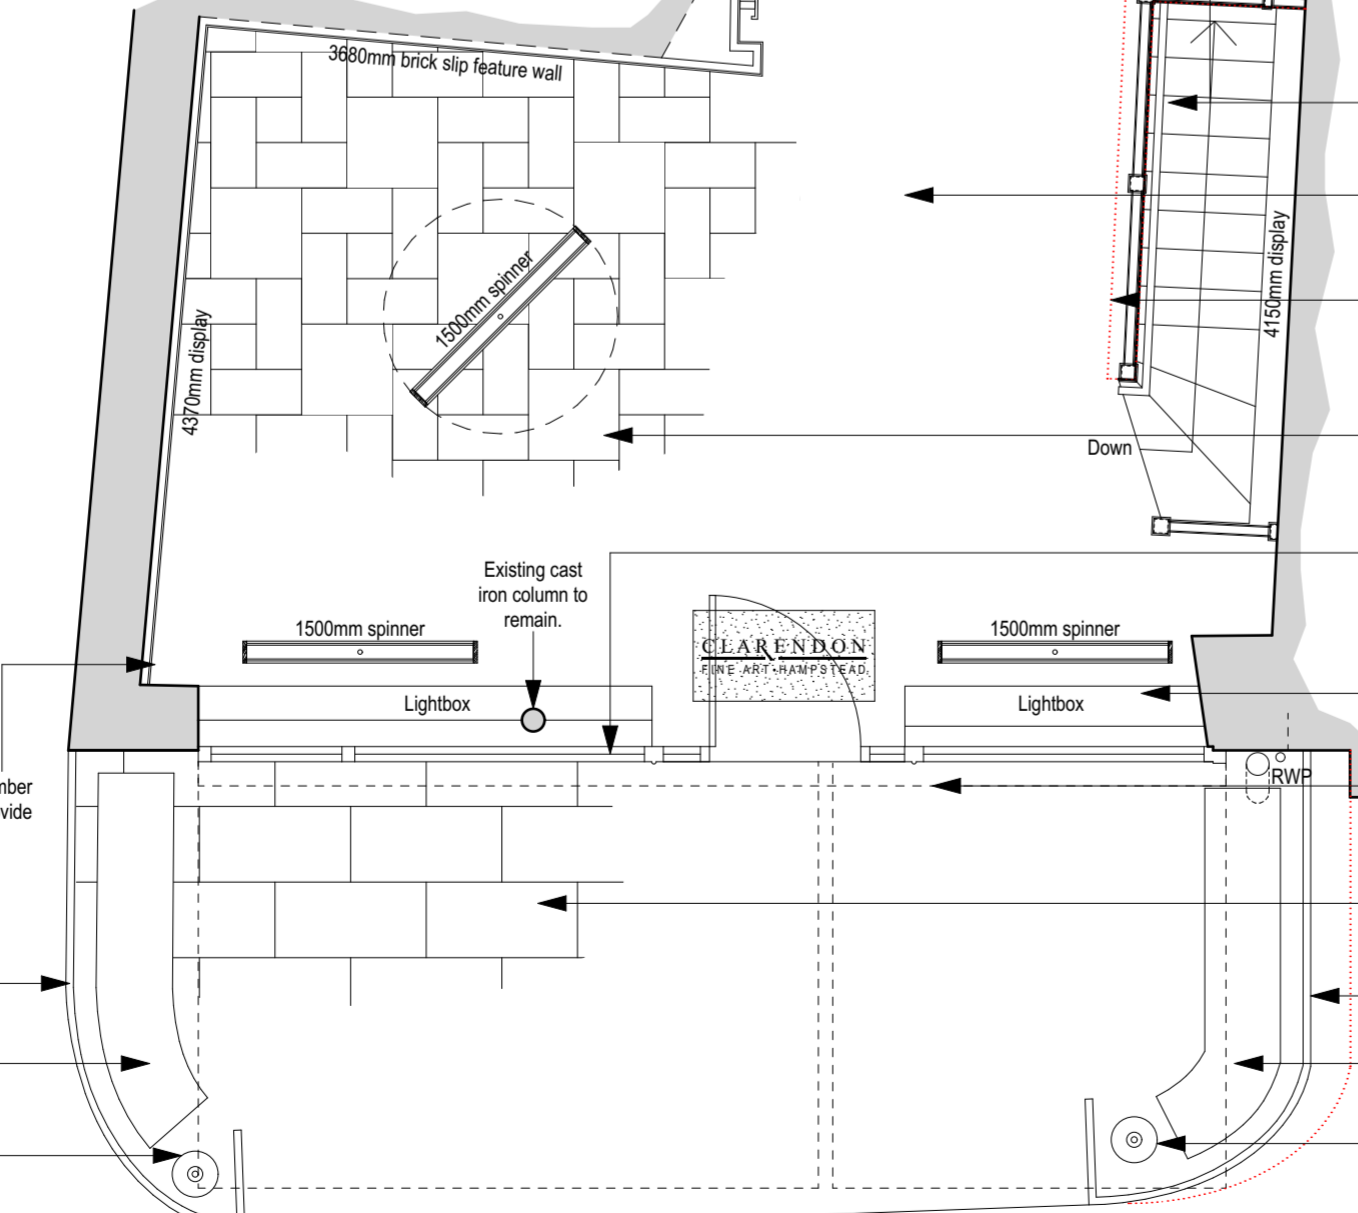 3680mm brick slip feature wall
1500mm spinner
4370mm display
4150mm display
Down
Existing cast
iron column to
remain.
1500mm spinner
CLARENDON
FINE ART·HAMPSTEAD
1500mm spinner
Lightbox
Lightbox
mber
vide
RWP